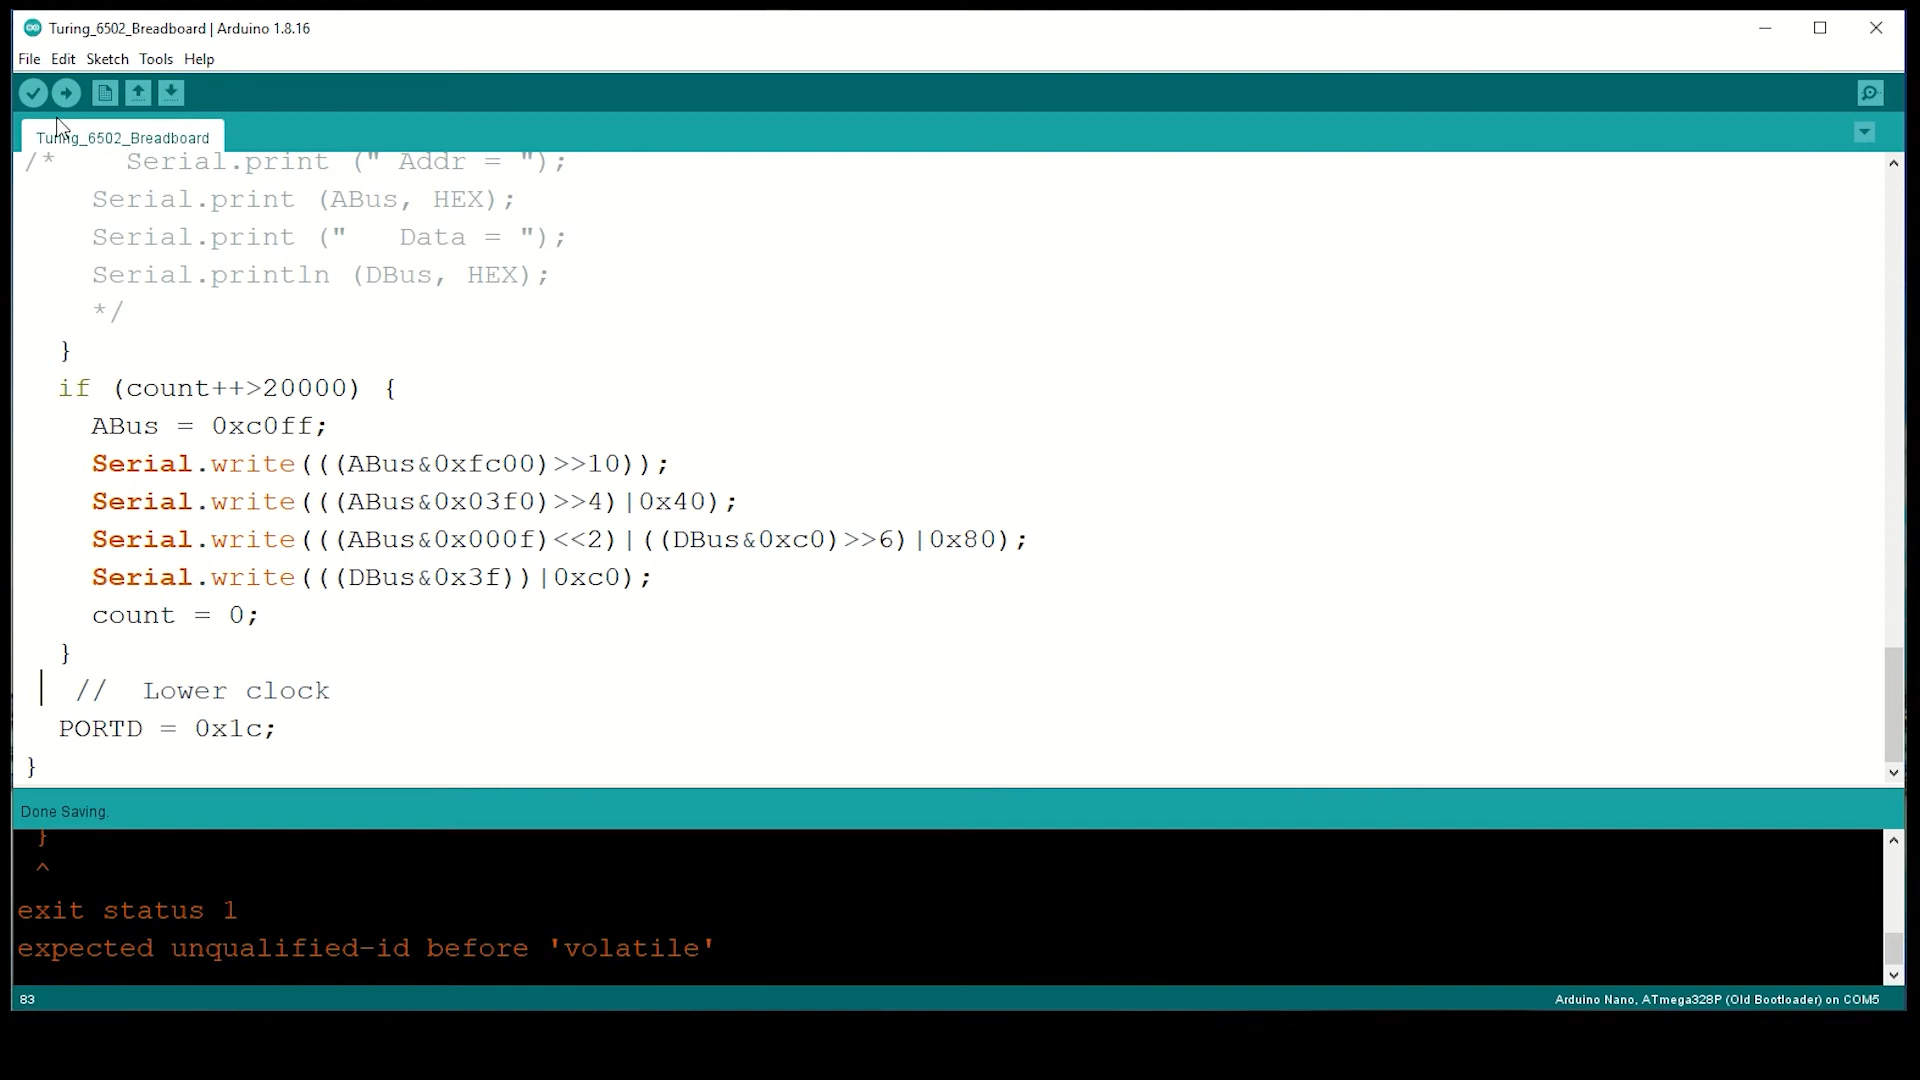 Turing_6502_Breadboard | Arduino 1.8.16
File Edit Sketch Tools Help
Turing_6502_Breadboard
/*    Serial.print (" Addr = ");
    Serial.print (ABus, HEX);
    Serial.print ("   Data = ");
    Serial.println (DBus, HEX);
    */
  }
  if (count++>20000) {
    ABus = 0xc0ff;
    Serial.write(((ABus&0xfc00)>>10));
    Serial.write(((ABus&0x03f0)>>4)|0x40);
    Serial.write(((ABus&0x000f)<<2)|((DBus&0xc0)>>6)|0x80);
    Serial.write(((DBus&0x3f))|0xc0);
    count = 0;
  }
   //  Lower clock
  PORTD = 0x1c;
}
Done Saving.
 }
 ^
exit status 1
expected unqualified-id before 'volatile'
83
Arduino Nano, ATmega328P (Old Bootloader) on COM5